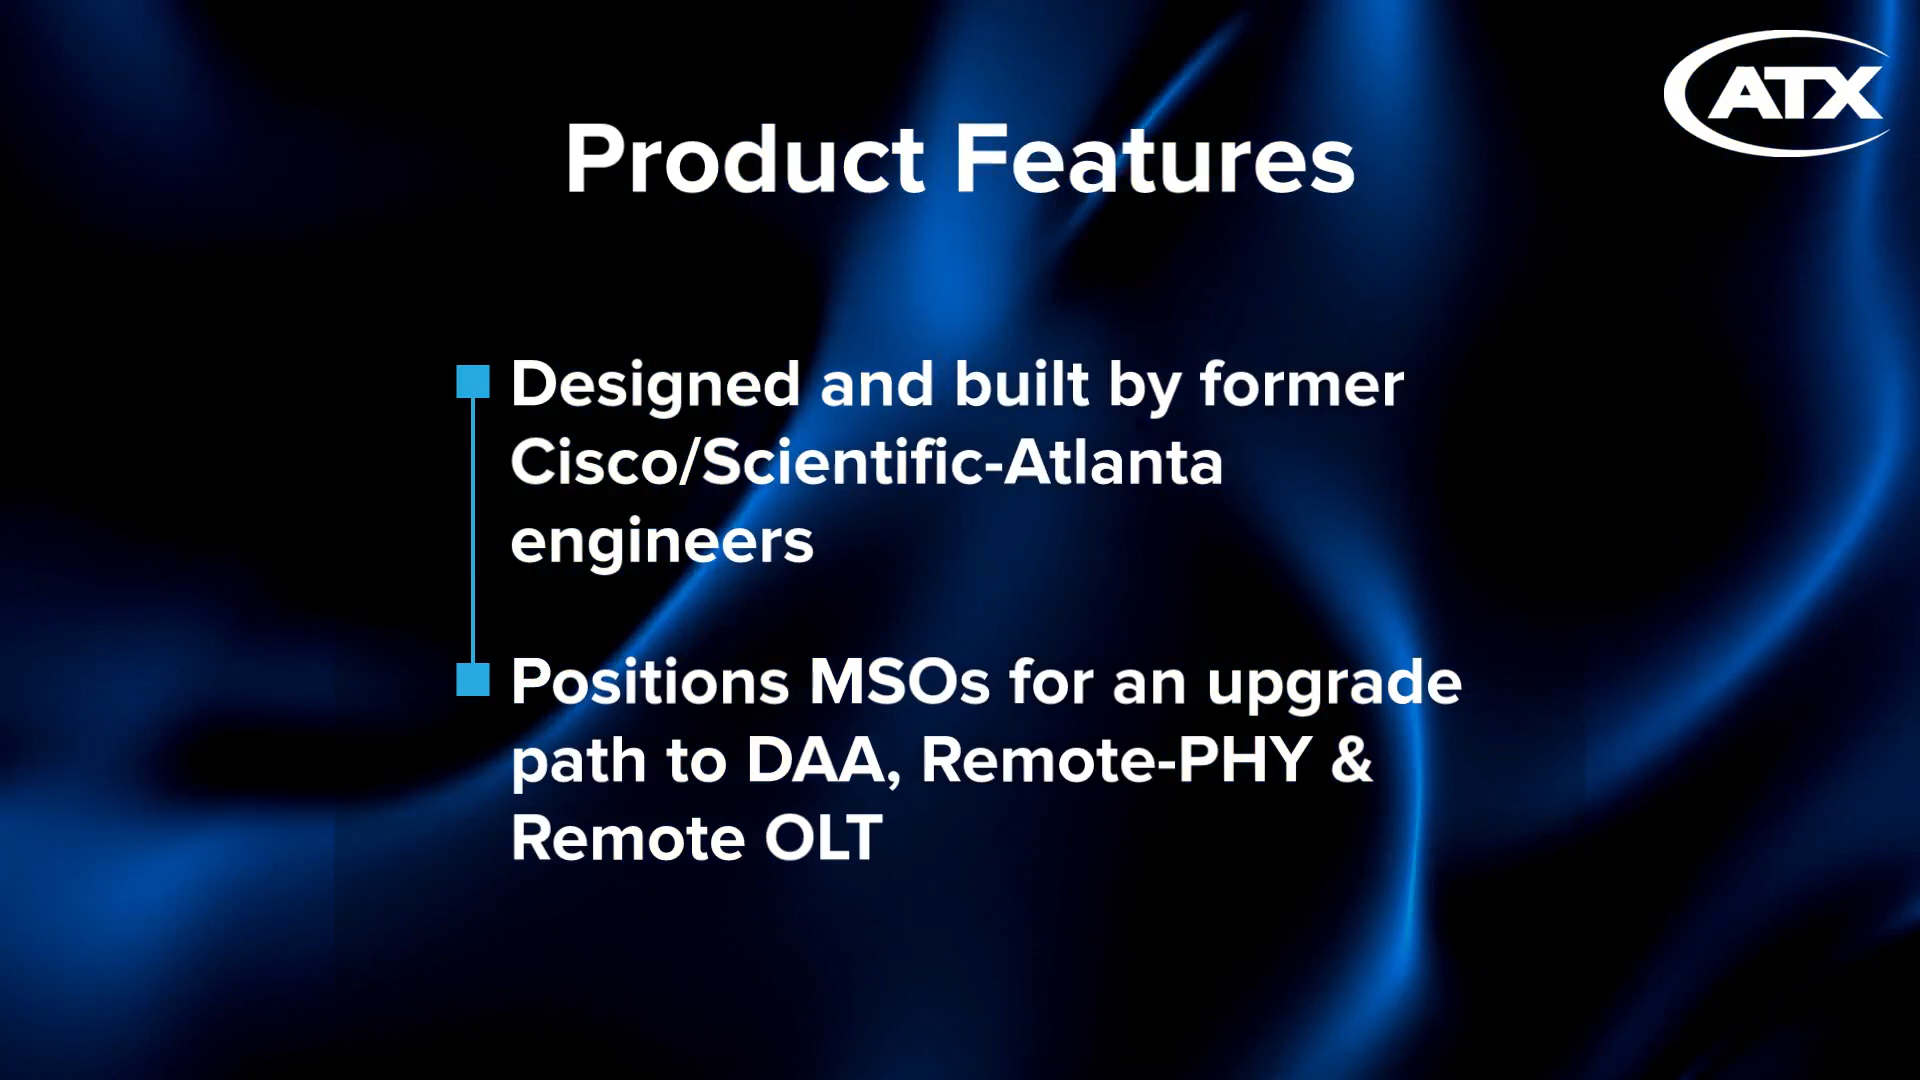 ATX
Product Features
Designed and built by former
Cisco/Scientific-Atlanta
engineers
Positions MSOs for an upgrade
path to DAA, Remote-PHY &
Remote OLT